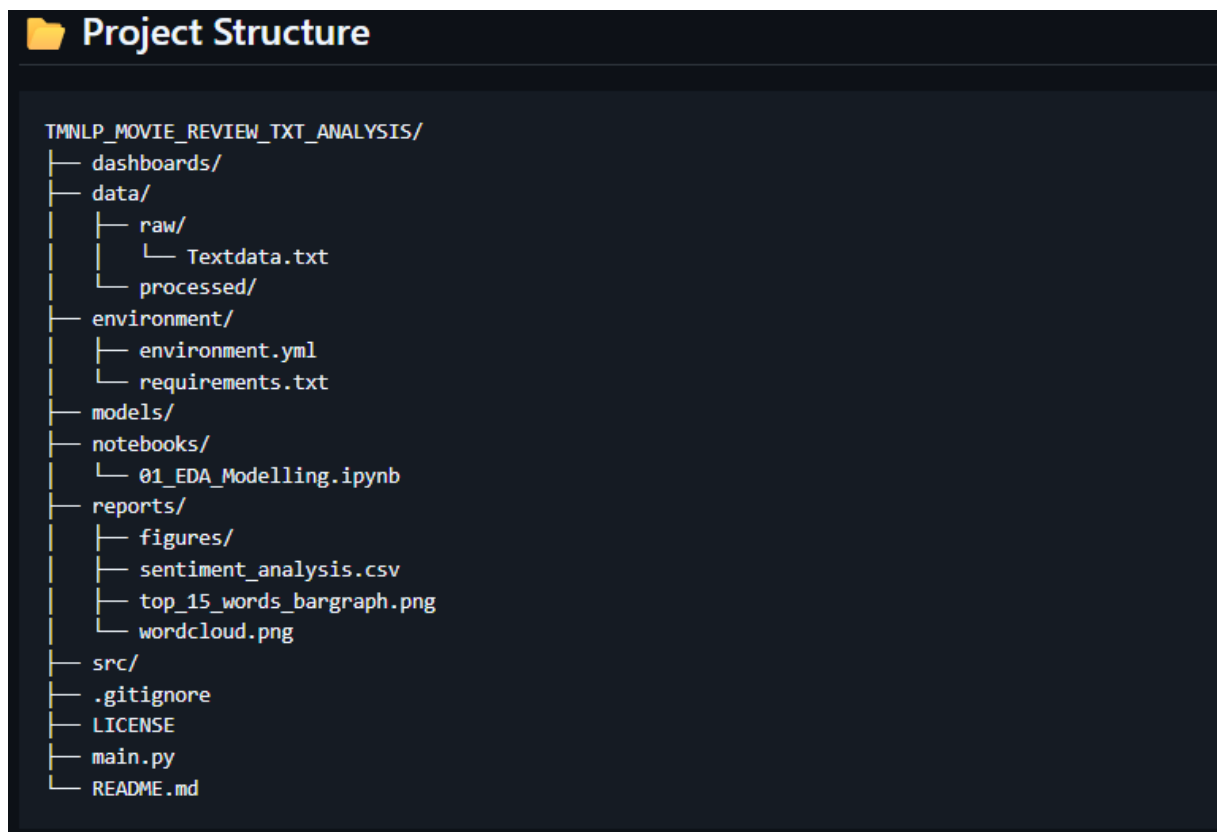 📂 Project Structure
TMNLP_MOVIE_REVIEW_TXT_ANALYSIS/
├── dashboards/
├── data/
│   ├── raw/
│   │   └── Textdata.txt
│   └── processed/
├── environment/
│   ├── environment.yml
│   └── requirements.txt
├── models/
├── notebooks/
│   └── 01_EDA_Modelling.ipynb
├── reports/
│   ├── figures/
│   ├── sentiment_analysis.csv
│   ├── top_15_words_bargraph.png
│   └── wordcloud.png
├── src/
├── .gitignore
├── LICENSE
├── main.py
└── README.md